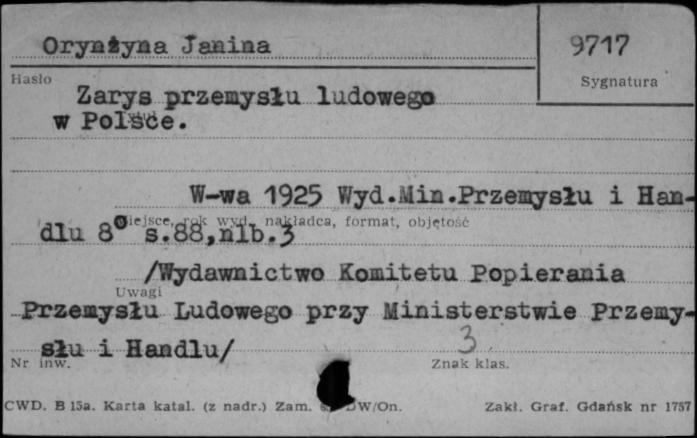 Orynżyna Janina
9717
Hasło
Sygnatura
Zarys przemysłu ludowego
w Polsce.
W-wa 1925 Wyd.Min.Przemysłu i Han-
Miejsce, rok wyd., nakładca, format, objętość
dlu 8° s.88,nlb.3
/Wydawnictwo Komitetu Popierania
Uwagi
Przemysłu Ludowego przy Ministerstwie Przemy-
słu i Handlu/
3
Nr inw.
Znak klas.
CWD. B 15a. Karta katal. (z nadr.) Zam. DW/On.
Zakł. Graf. Gdańsk nr 1757